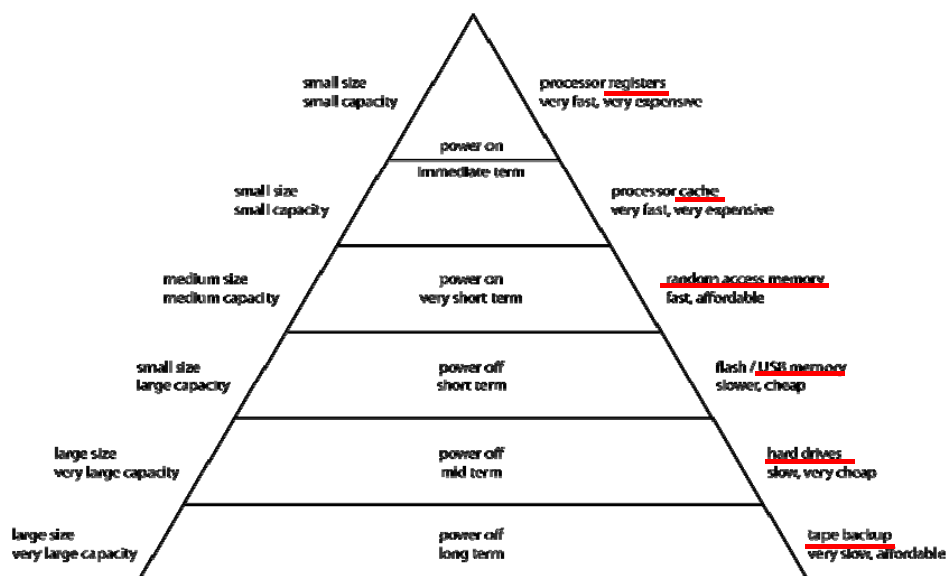 small size
small capacity
processor registers
very fast, very expensive
power on
immediate term
small size
small capacity
processor cache
very fast, very expensive
medium size
medium capacity
power on
very short term
random access memory
fast, affordable
small size
large capacity
power off
short term
flash / USB memory
slower, cheap
large size
very large capacity
power off
mid term
hard drives
slow, very cheap
large size
very large capacity
power off
long term
tape backup
very slow, affordable